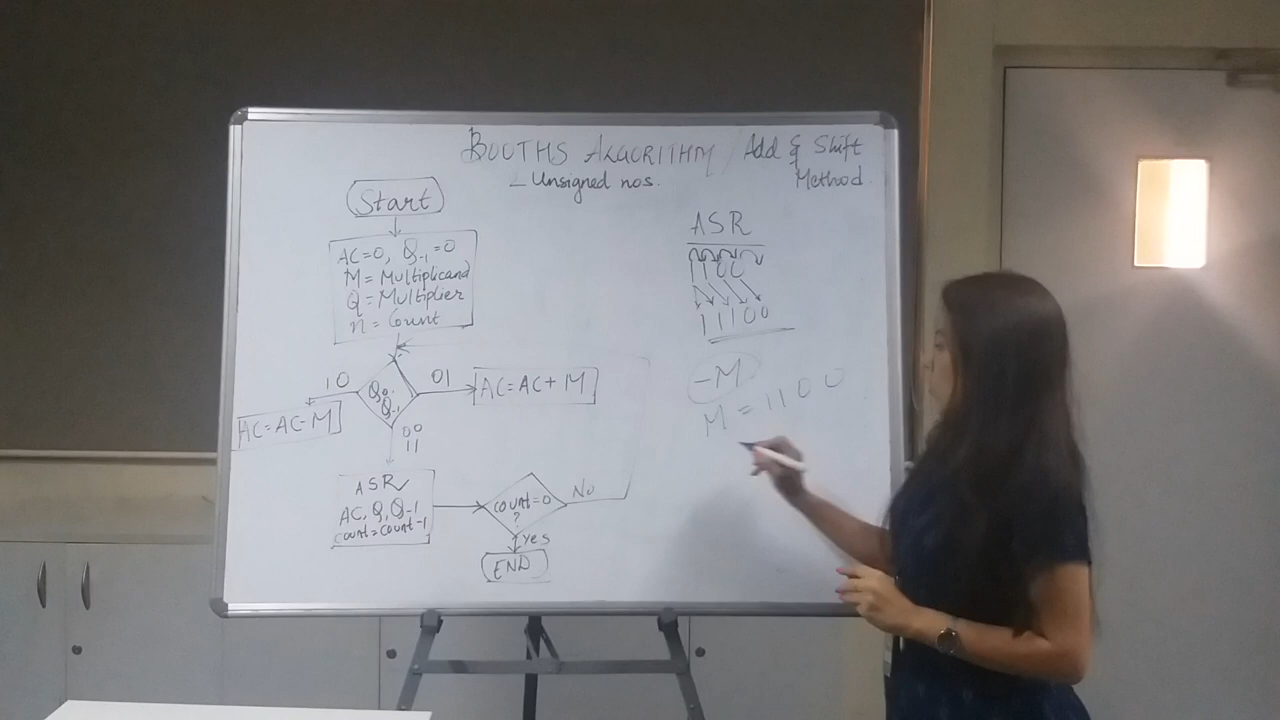 BOOTHS ALGORITHM / Add & Shift
- Unsigned nos. Method
Start
AC=0, Q-1=0
M= Multiplicand
Q= Multiplier
n= Count
10
Q0
Q-1
01
AC= AC+ M
AC= AC-M
00
11
ASR
AC, Q, Q-1
count=count-1
count=0
?
No
Yes
END
ASR
1100
11100
-M
M = 1100